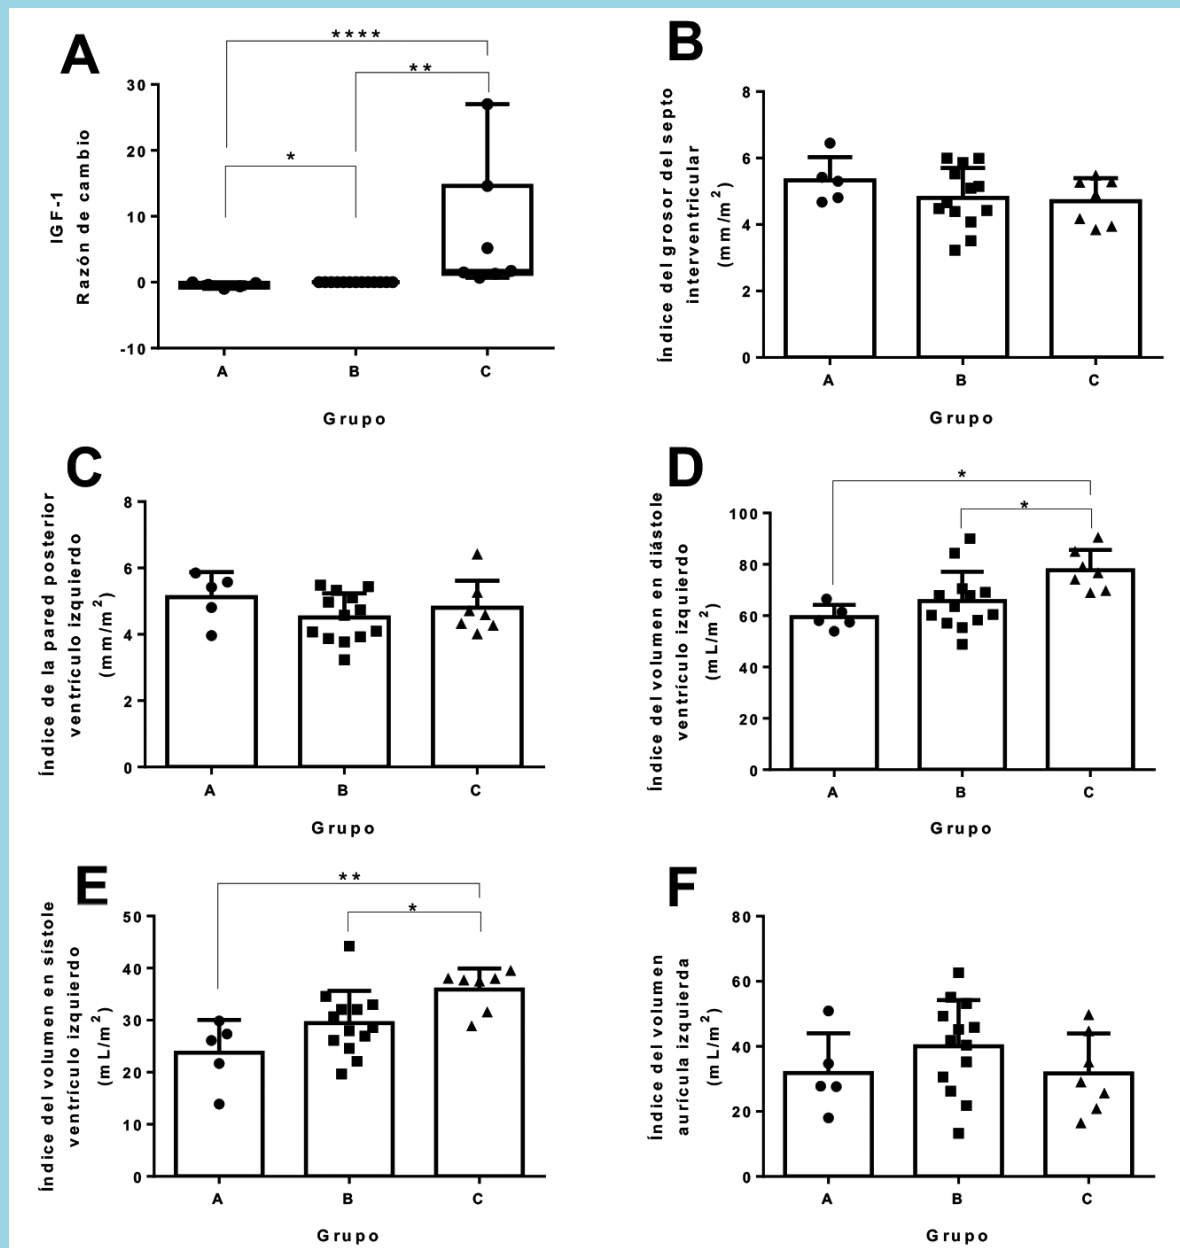 A
****
**
*
30
20
10
0
-10
IGF-1
Razón de cambio
A B C
Grupo
B
8
6
4
2
0
Índice del grosor del septo
interventricular
(mm/m²)
A B C
Grupo
C
8
6
4
2
0
Índice de la pared posterior
ventrículo izquierdo
(mm/m²)
A B C
Grupo
D
*
*
100
80
60
40
20
0
Índice del volumen en diástole
ventrículo izquierdo
(mL/m²)
A B C
Grupo
E
**
*
50
40
30
20
10
0
Índice del volumen en sístole
ventrículo izquierdo
(mL/m²)
A B C
Grupo
F
80
60
40
20
0
Índice del volumen
aurícula izquierda
(mL/m²)
A B C
Grupo